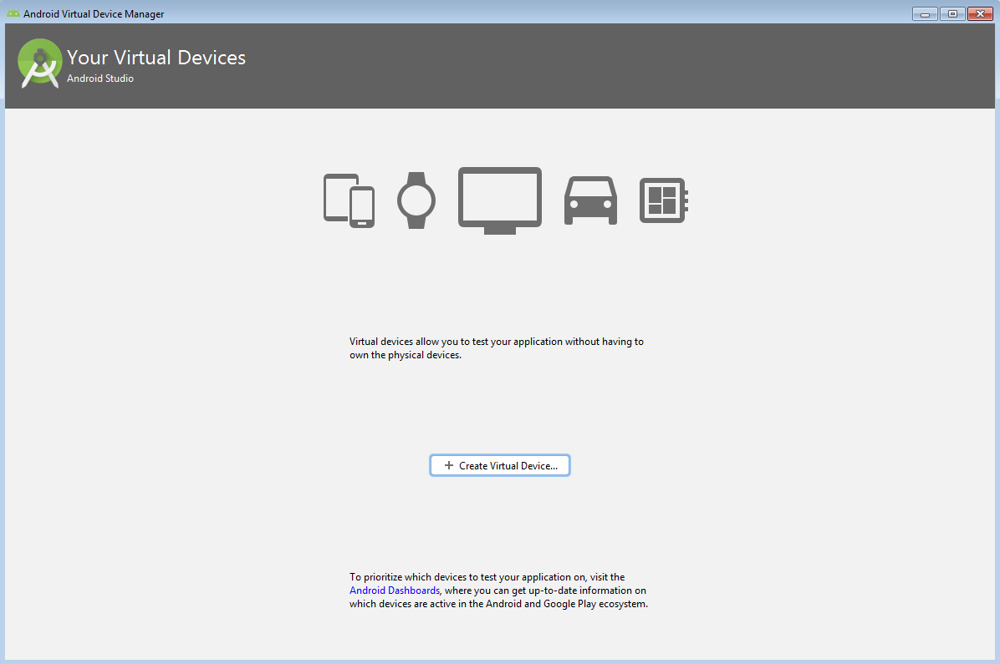 Android Virtual Device Manager
Your Virtual Devices
Android Studio
Virtual devices allow you to test your application without having to
own the physical devices.
Create Virtual Device...
To prioritize which devices to test your application on, visit the
Android Dashboards, where you can get up-to-date information on
which devices are active in the Android and Google Play ecosystem.